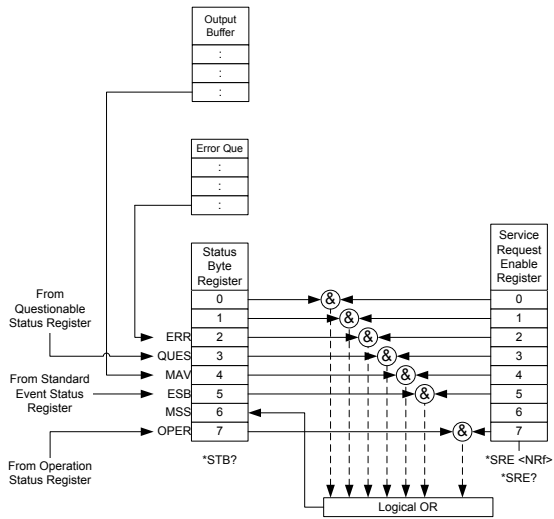 Output
Buffer
:
:
:
Error Que
:
:
:
Status
Byte
Register
0
1
ERR 2
QUES 3
MAV 4
ESB 5
MSS 6
OPER 7
*STB?
From
Questionable
Status Register
From Standard
Event Status
Register
From Operation
Status Register
&
&
&
&
&
&
&
Service
Request
Enable
Register
0
1
2
3
4
5
6
7
*SRE <NRf>
*SRE?
Logical OR